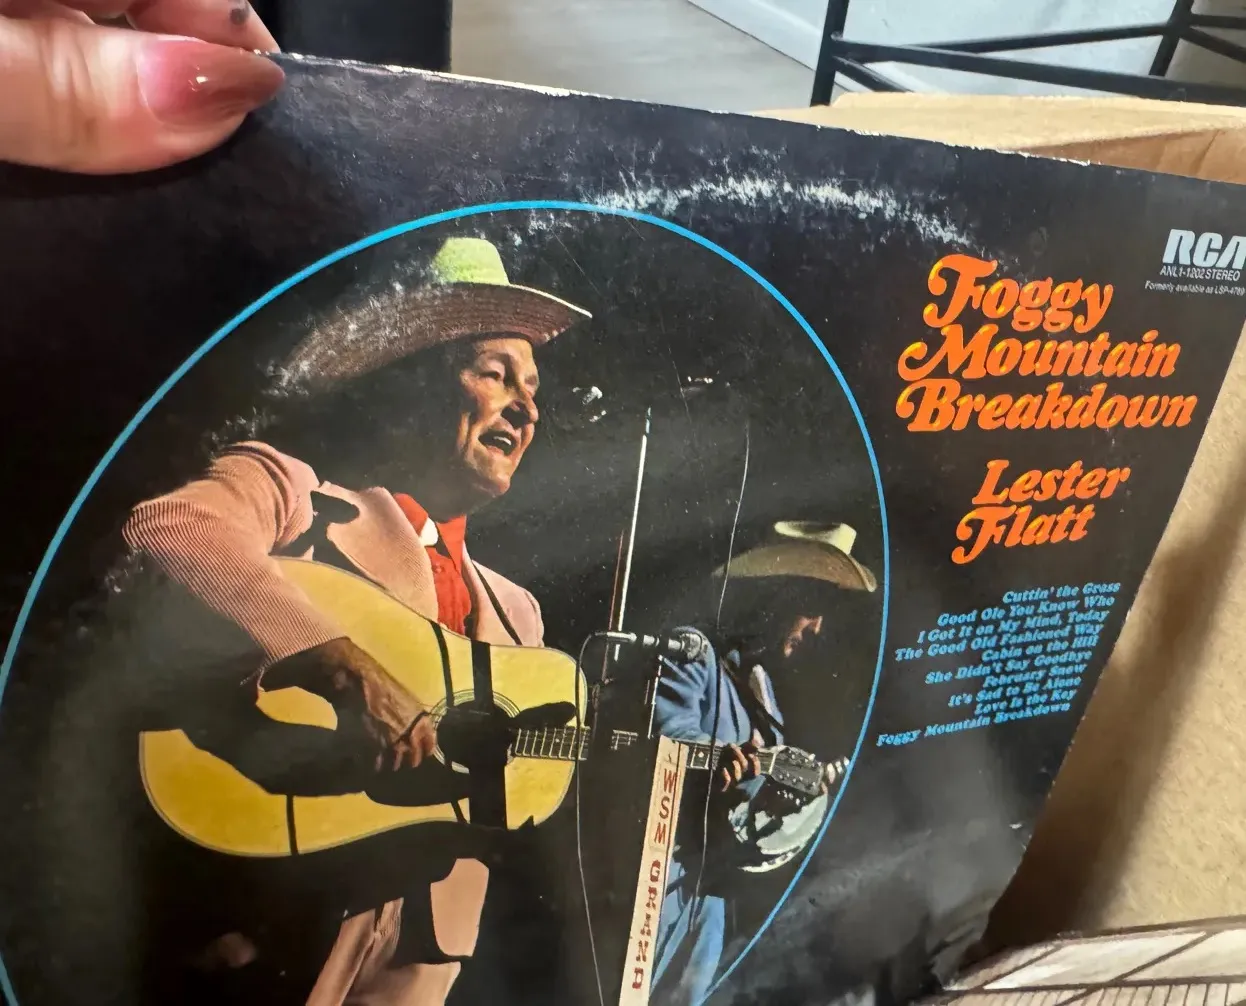 RCA
ANL1-1202 STEREO
Formerly available as LSP-4789
Foggy
Mountain
Breakdown
Lester
Flatt
Cuttin' the Grass
Good Ole You Know Who
I Got It on My Mind, Today
The Good Old Fashioned Way
Cabin on the Hill
She Didn't Say Goodbye
February Snow
It's Sad to Be Alone
Love Is the Key
Foggy Mountain Breakdown
WSM GRAND